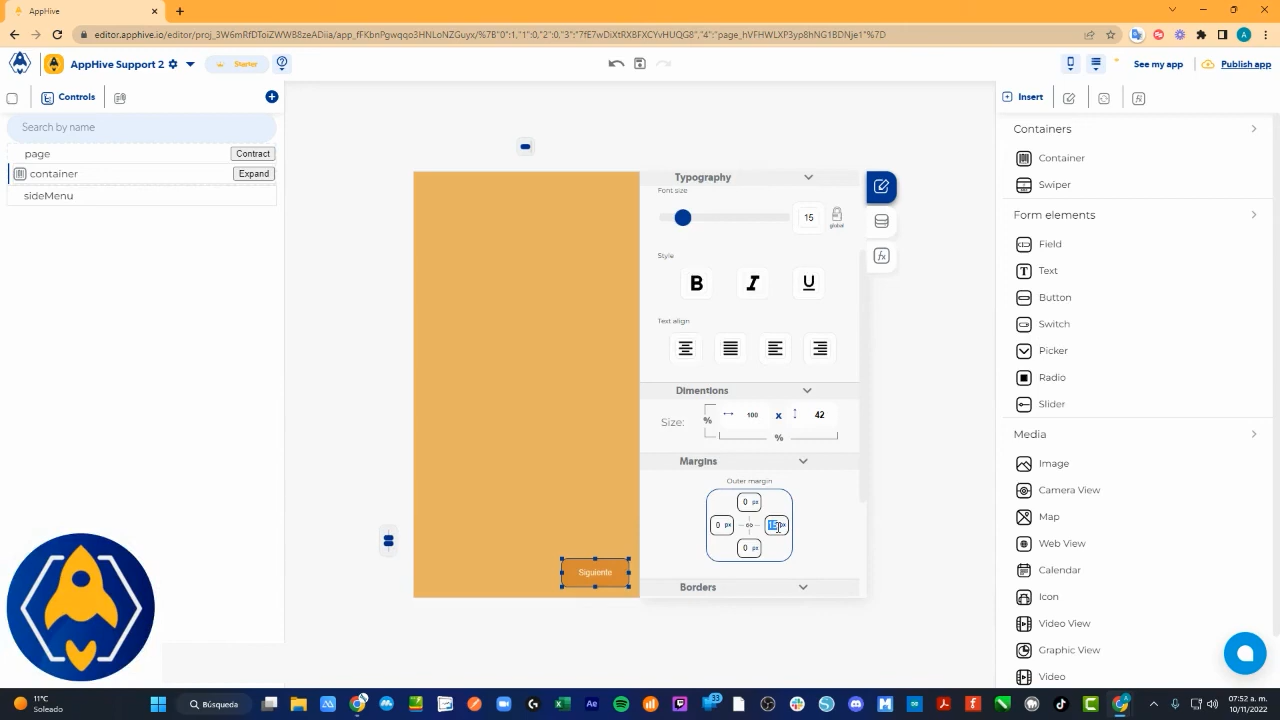 AppHive
editor.apphive.io/editor/proj_3W6mRfDToiZWWB8zeADiia/app_fFKbnPgwqqo3HNLoNZGuyx/%7B"0":1,"1":0,"2":0,"3":"7fE7wDiXtRXBFXCYvHUQG8","4":"page_hVFHWLXP3yp8hNG1BDNje1"%7D
A
AppHive Support 2
Starter
See my app
Publish app
Controls
Insert
Search by name
page
Contract
container
Expand
sideMenu
Typography
Font size
15
global
Style
B I U
Text align
Dimentions
Size:
%
100 x 42
%
Margins
Outer margin
0 px
0 px
15 px
0 px
Borders
Siguiente
Containers
Container
Swiper
Form elements
Field
Text
Button
Switch
Picker
Radio
Slider
Media
Image
Camera View
Map
Web View
Calendar
Icon
Video View
Graphic View
Video
11°C
Soleado
Búsqueda
33
07:52 a. m.
10/11/2022